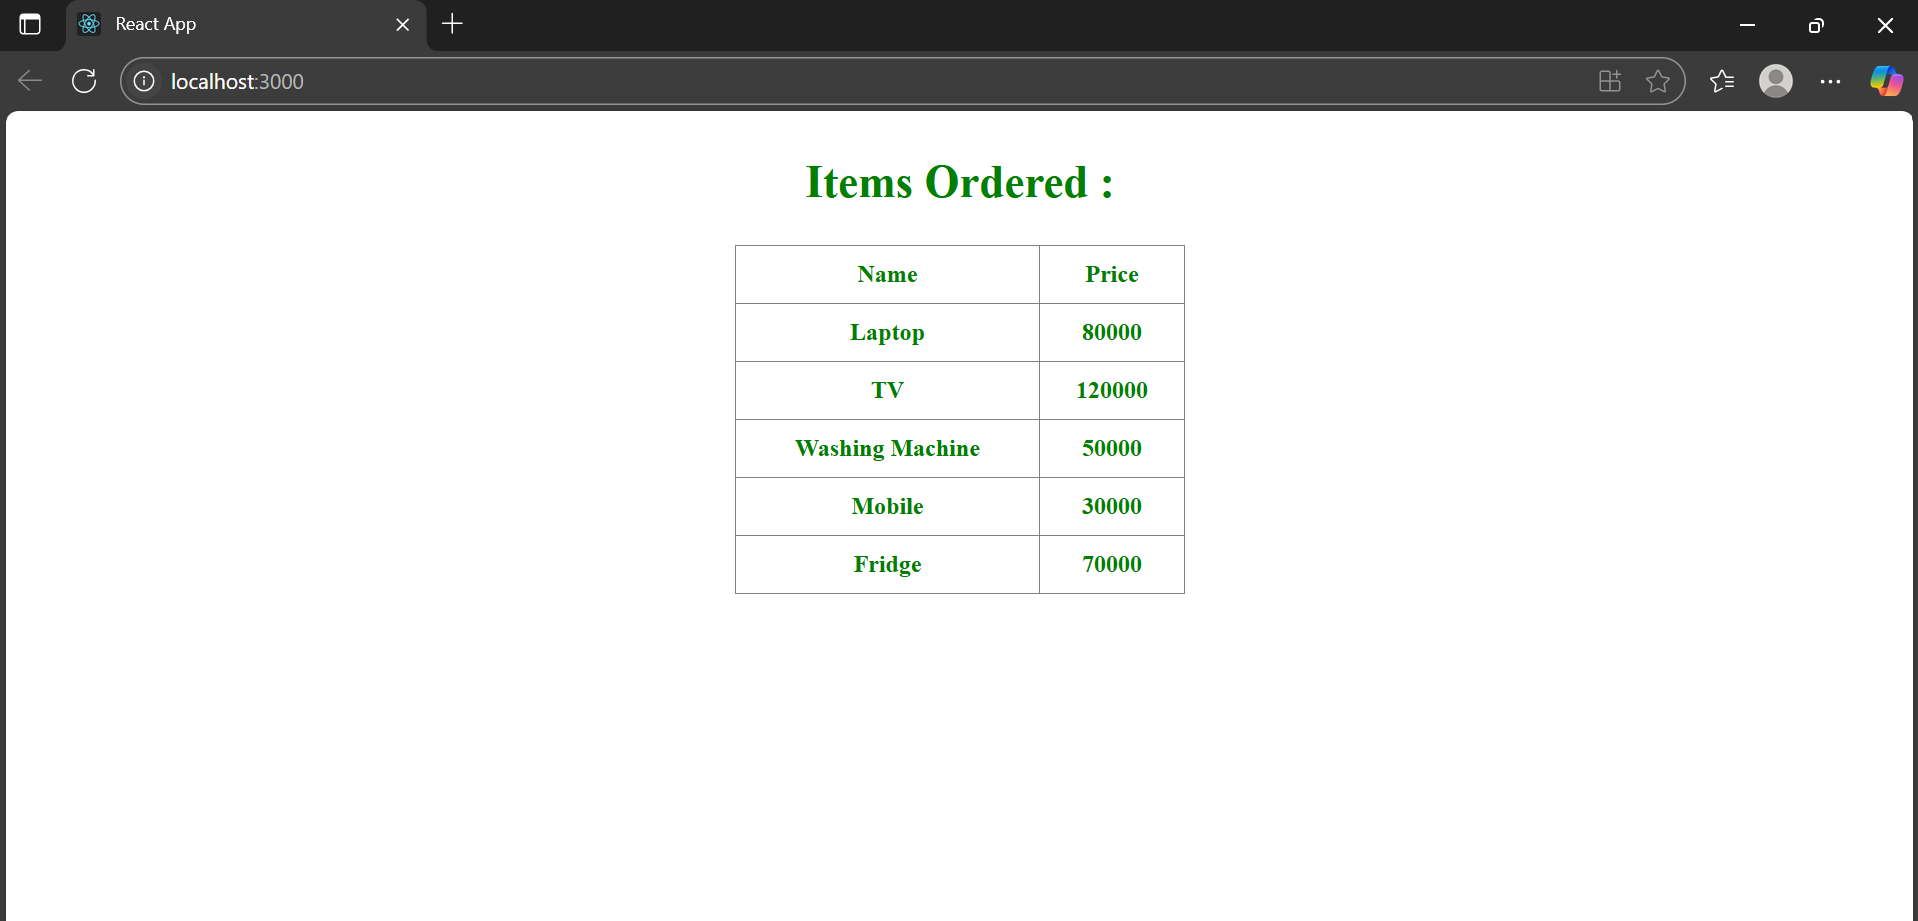 React App
localhost:3000
Items Ordered :
Name Price
Laptop 80000
TV 120000
Washing Machine 50000
Mobile 30000
Fridge 70000